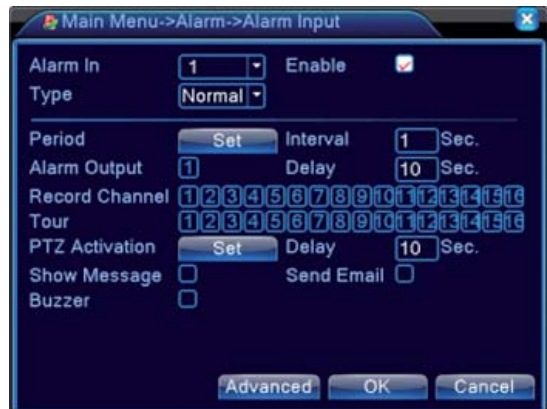 Main Menu->Alarm->Alarm Input
Alarm In 1 Enable
Type Normal
Period Set Interval 1 Sec.
Alarm Output 1 Delay 10 Sec.
Record Channel 1 2 3 4 5 6 7 8 9 10 11 12 13 14 15 16
Tour 1 2 3 4 5 6 7 8 9 10 11 12 13 14 15 16
PTZ Activation Set Delay 10 Sec.
Show Message Send Email
Buzzer
Advanced OK Cancel